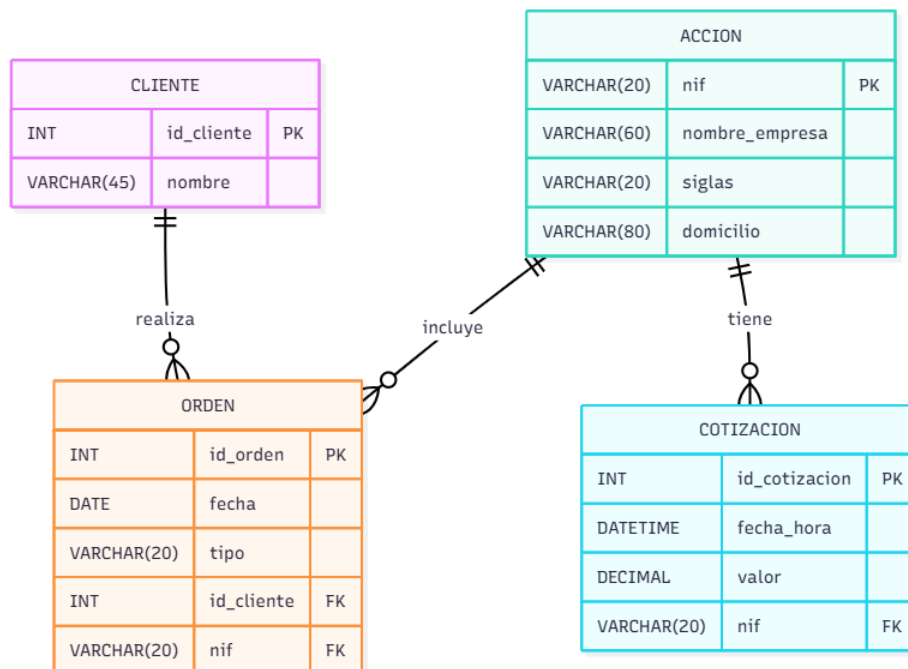 CLIENTE
INT id_cliente PK
VARCHAR(45) nombre
ACCION
VARCHAR(20) nif PK
VARCHAR(60) nombre_empresa
VARCHAR(20) siglas
VARCHAR(80) domicilio
realiza
incluye
tiene
ORDEN
INT id_orden PK
DATE fecha
VARCHAR(20) tipo
INT id_cliente FK
VARCHAR(20) nif FK
COTIZACION
INT id_cotizacion PK
DATETIME fecha_hora
DECIMAL valor
VARCHAR(20) nif FK